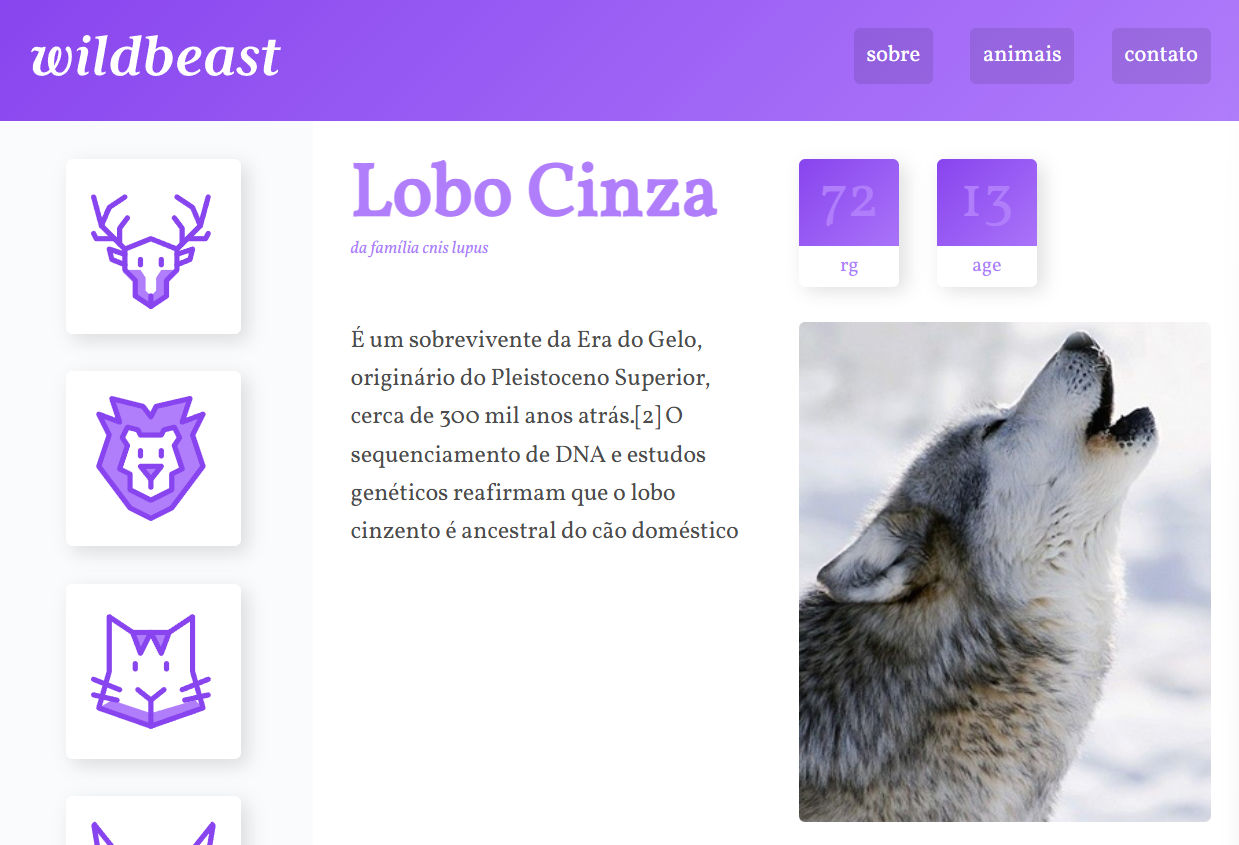 wildbeast
sobre
animais
contato
Lobo Cinza
da família cnis lupus
72
rg
13
age
É um sobrevivente da Era do Gelo,
originário do Pleistoceno Superior,
cerca de 300 mil anos atrás.[2] O
sequenciamento de DNA e estudos
genéticos reafirmam que o lobo
cinzento é ancestral do cão doméstico